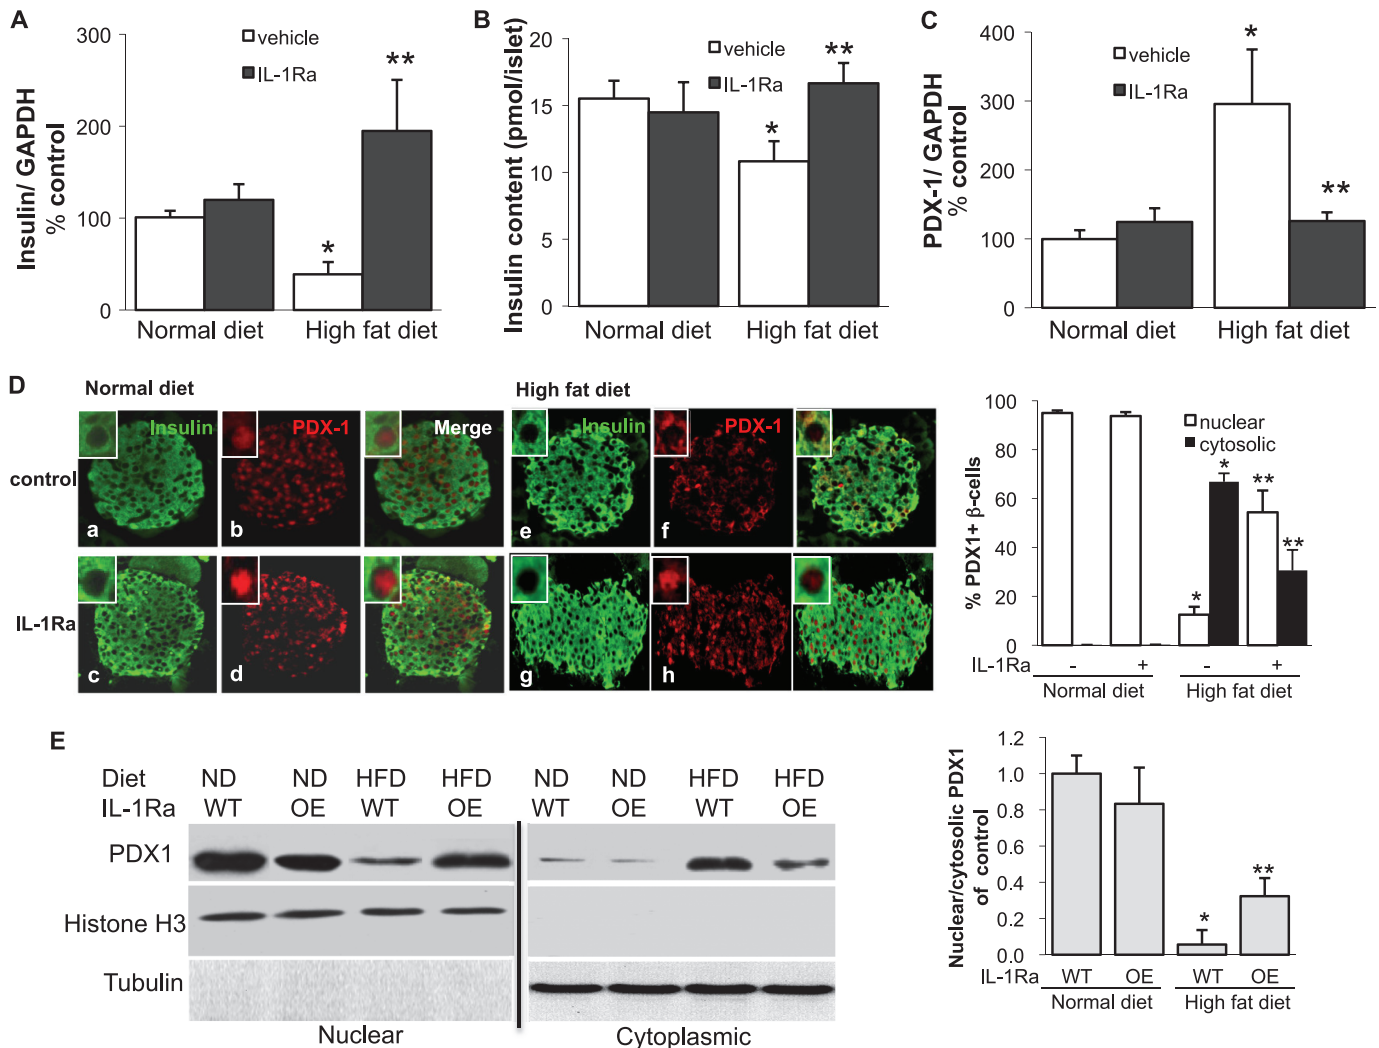 A
Insulin/ GAPDH
% control
300
200
100
0
vehicle
IL-1Ra
*
**
Normal diet
High fat diet
B
Insulin content (pmol/islet)
20
15
10
5
0
vehicle
IL-1Ra
*
**
Normal diet
High fat diet
C
PDX-1/ GAPDH
% control
400
300
200
100
0
vehicle
IL-1Ra
*
**
Normal diet
High fat diet
D
Normal diet
High fat diet
control
Insulin
PDX-1
Merge
Insulin
PDX-1
a
b
e
f
IL-1Ra
c
d
g
h
% PDX1+ β-cells
100
80
60
40
20
0
nuclear
cytosolic
*
*
**
**
IL-1Ra
-
+
-
+
Normal diet
High fat diet
E
Diet ND ND HFD HFD ND ND HFD HFD
IL-1Ra WT OE WT OE WT OE WT OE
PDX1
Histone H3
Tubulin
Nuclear
Cytoplasmic
Nuclear/cytosolic PDX1
of control
1.2
1.0
0.8
0.6
0.4
0.2
0.0
*
**
IL-1Ra WT OE WT OE
Normal diet
High fat diet